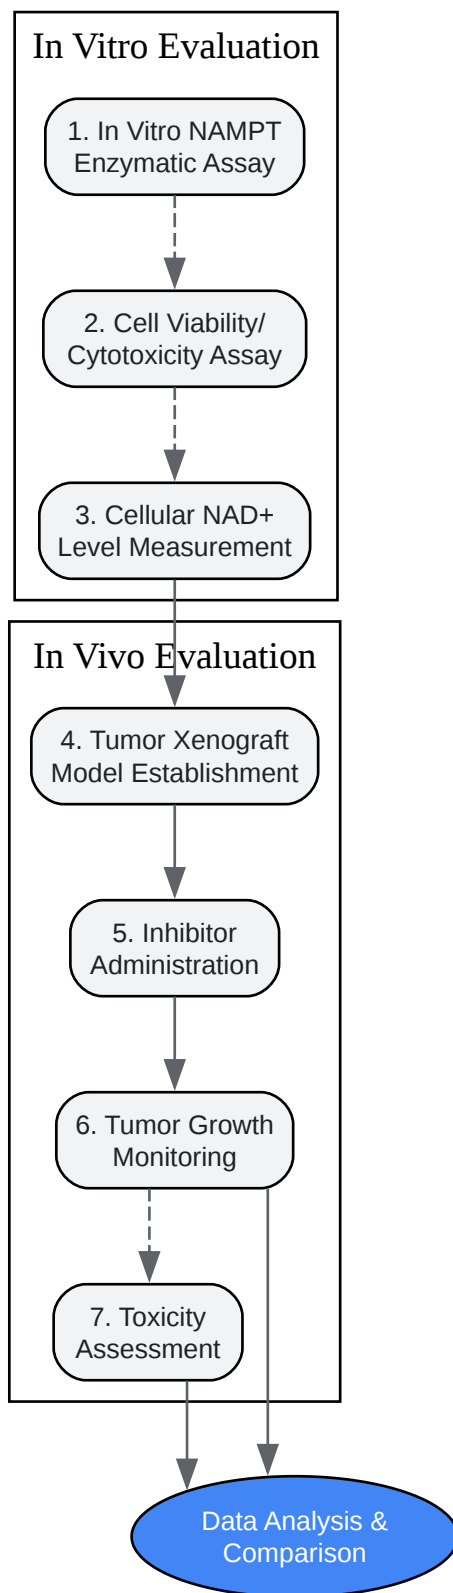 In Vitro Evaluation
1. In Vitro NAMPT
Enzymatic Assay
2. Cell Viability/
Cytotoxicity Assay
3. Cellular NAD+
Level Measurement
In Vivo Evaluation
4. Tumor Xenograft
Model Establishment
5. Inhibitor
Administration
6. Tumor Growth
Monitoring
7. Toxicity
Assessment
Data Analysis &
Comparison